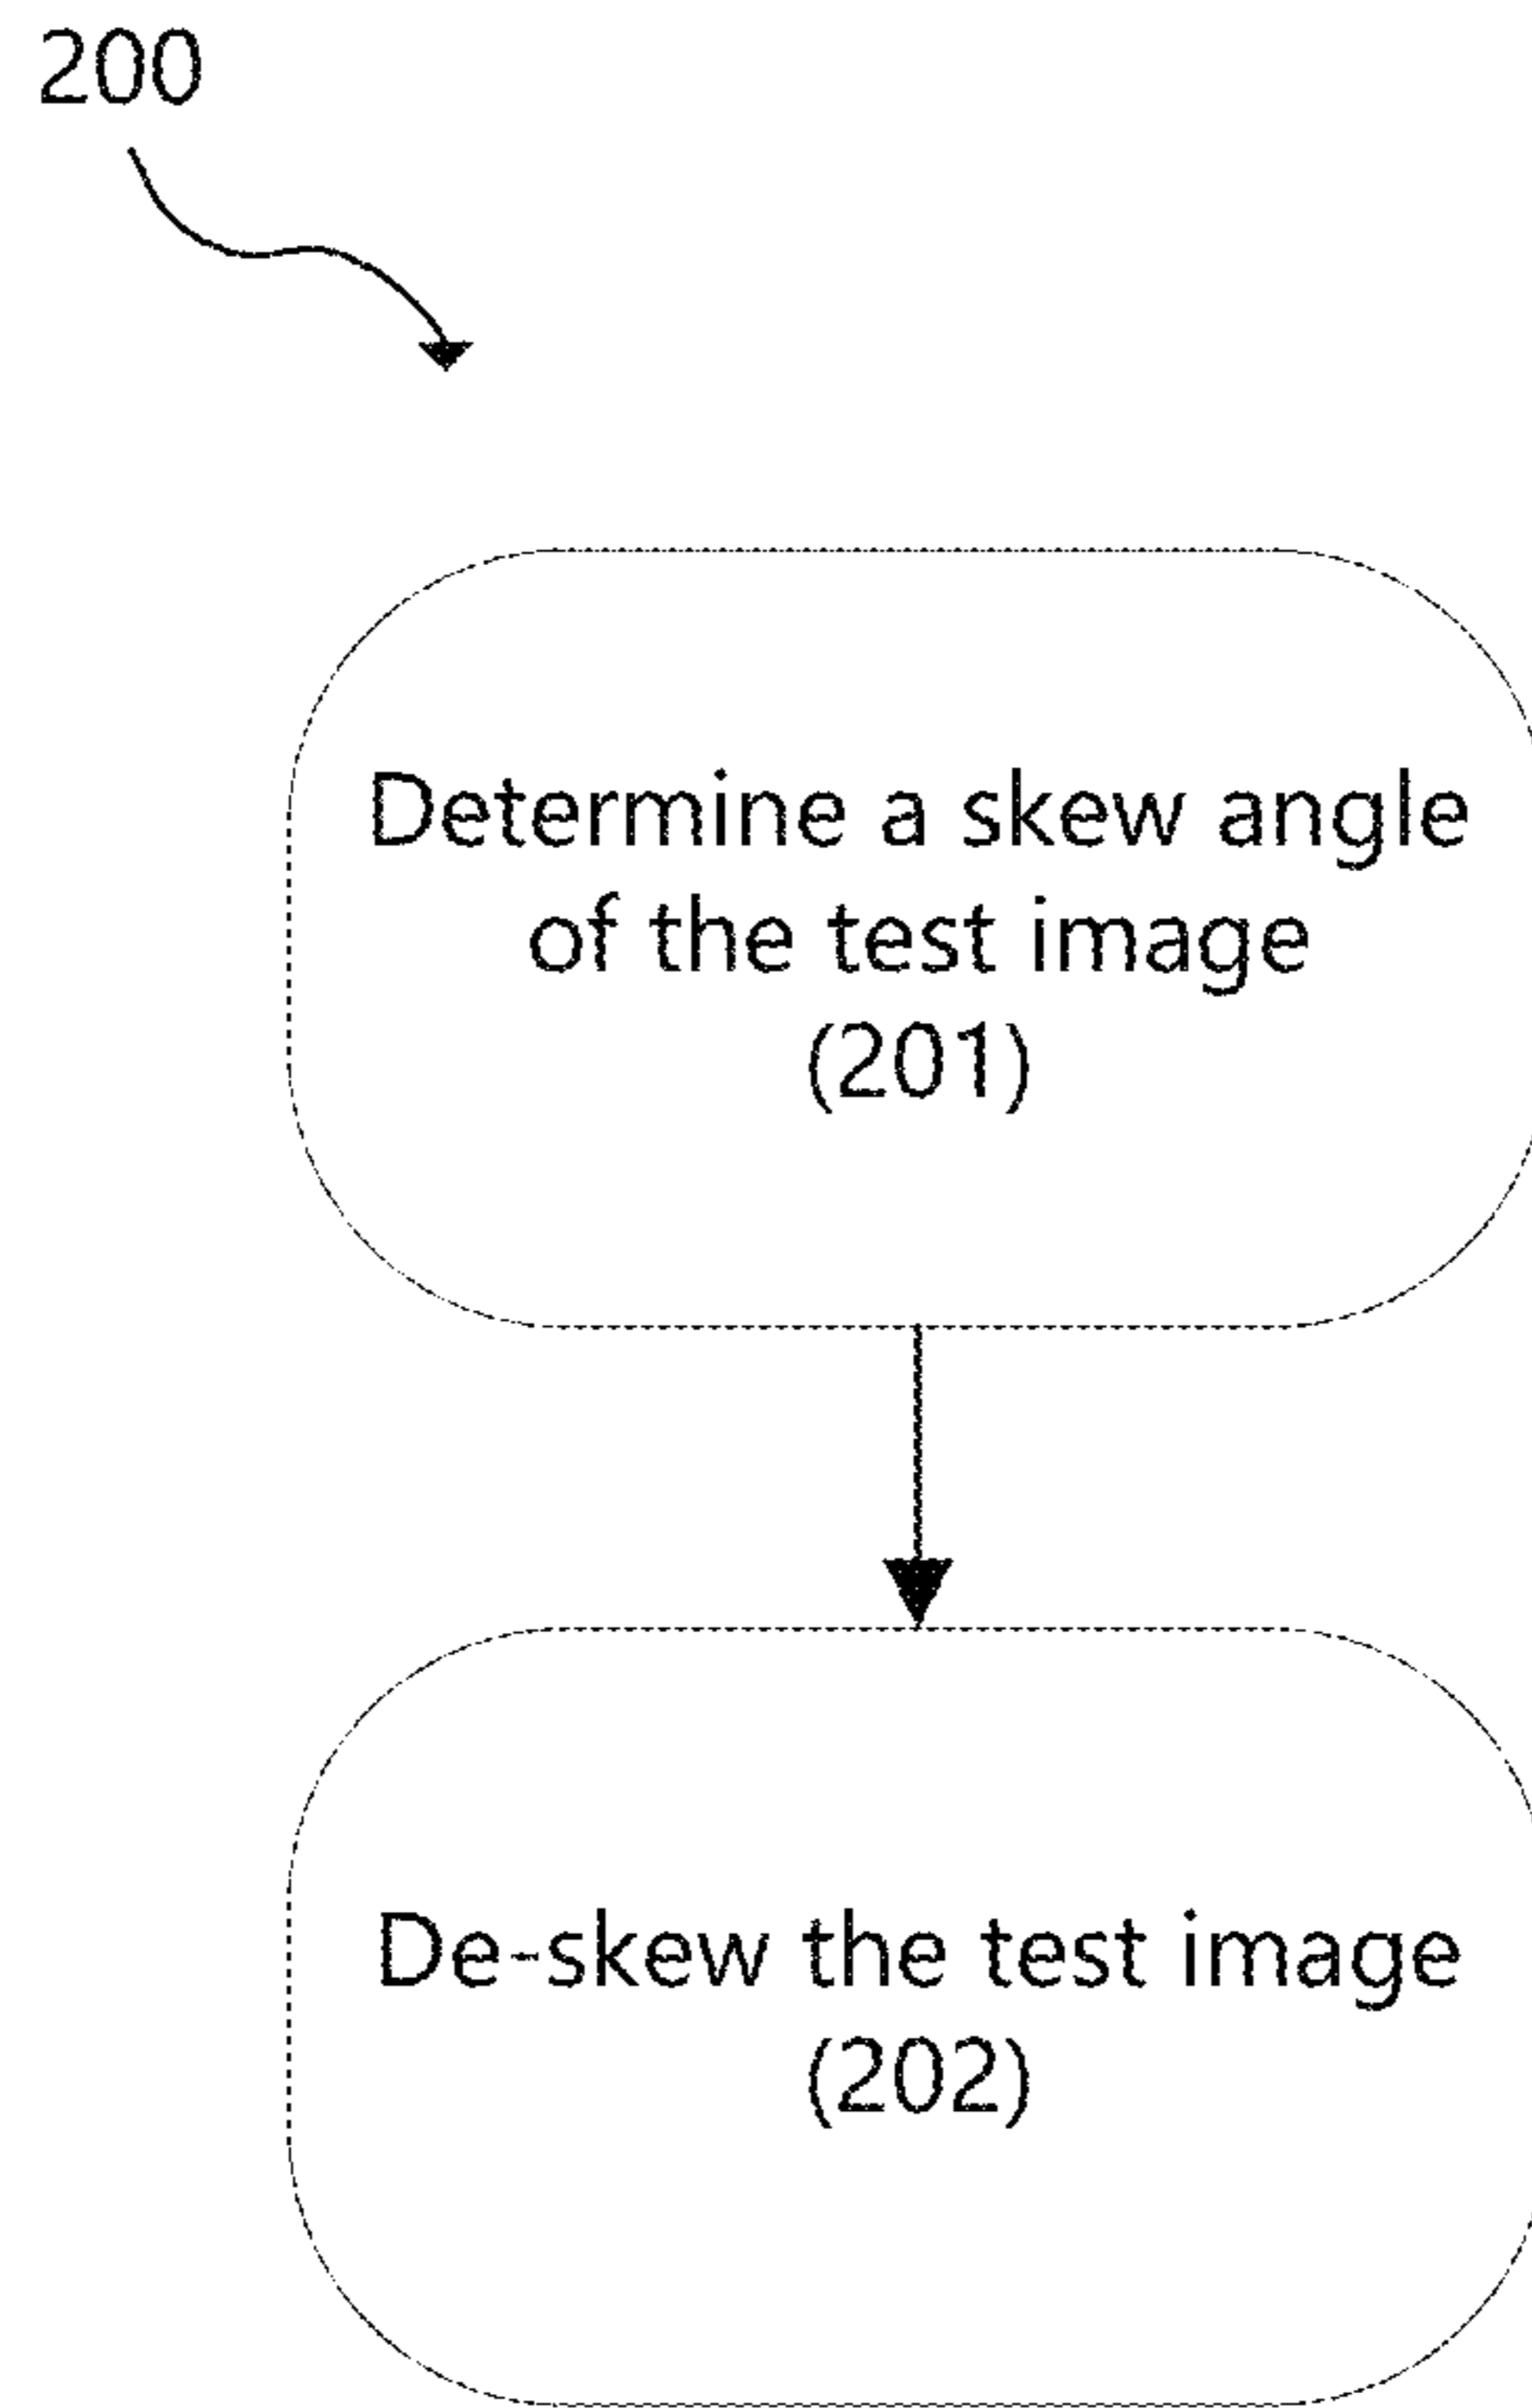 200
Determine a skew angle
of the test image
(201)
De-skew the test image
(202)